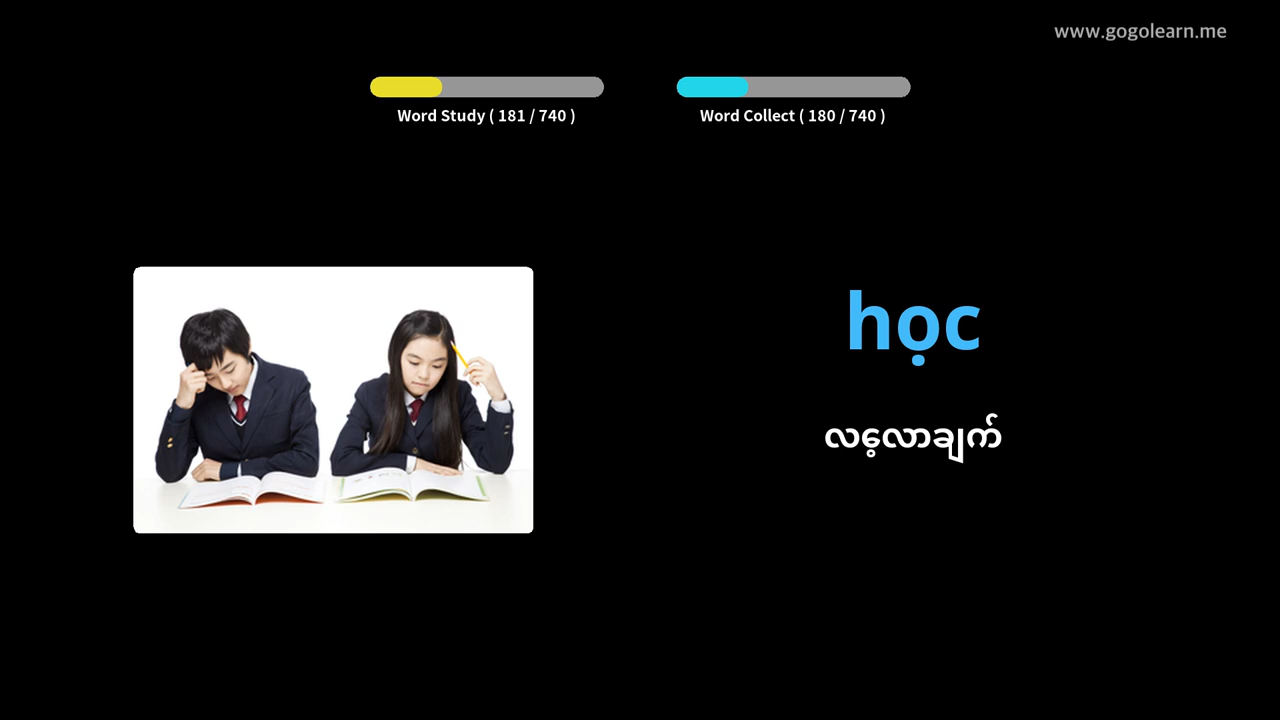 www.gogolearn.me
Word Study ( 181 / 740 )
Word Collect ( 180 / 740 )
học
လေ့လာချက်